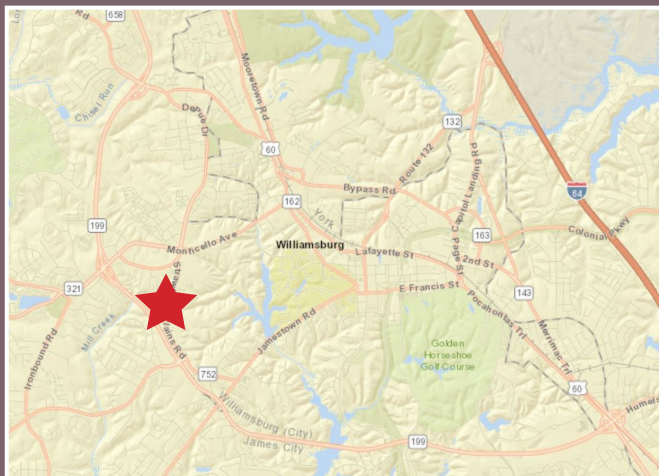 Rd
658
Chisel Run
DePue Dr
Mooretown Rd
60
132
Route 132
Bypass Rd
Capitol Landing Rd
64
162
York
199
Monticello Ave
Williamsburg
Lafayette St
Page St
163
Colonial Pkwy
2nd St
321
143
E Francis St
Pocahontas Trl
Merrimac Trl
Mill Creek
Ironbound Rd
Jamestown Rd
Golden
Horseshoe
Golf Course
752
60
Williamsburg (City)
James City
199